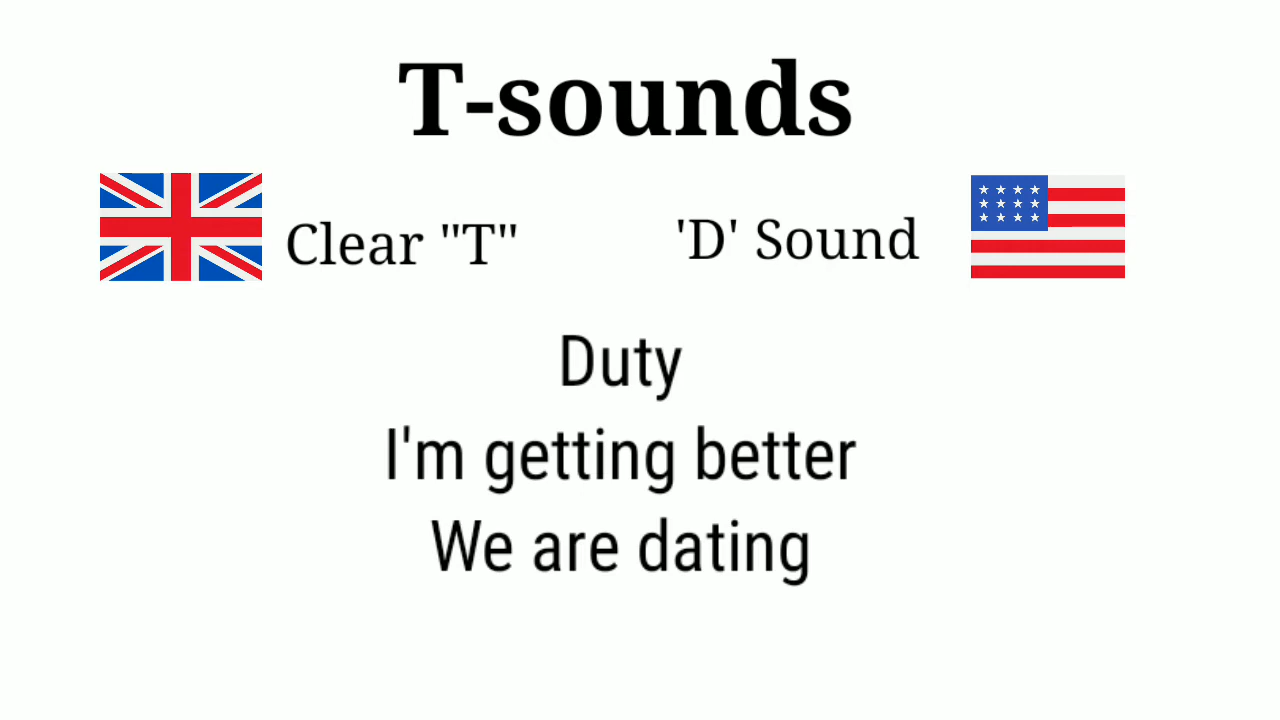 T-sounds
Clear "T" 'D' Sound
Duty
I'm getting better
We are dating